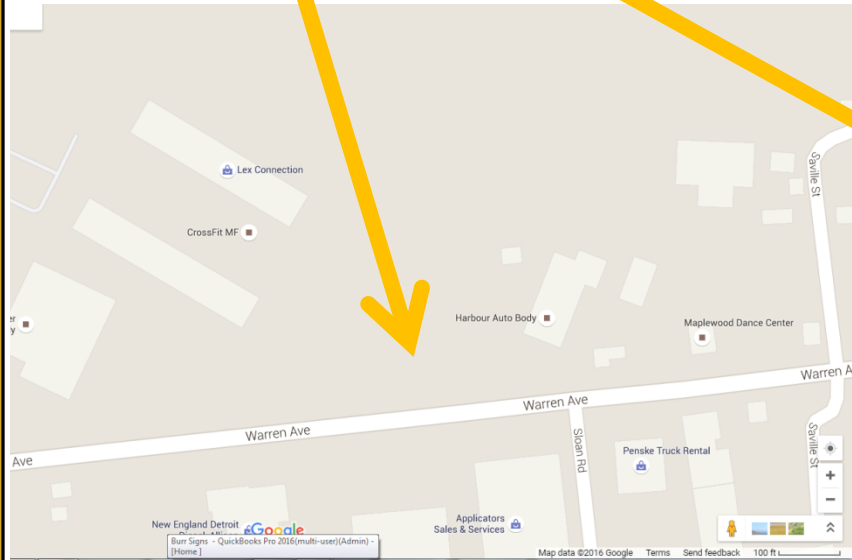 Lex Connection
Saville St
CrossFit MF
Harbour Auto Body
Maplewood Dance Center
Warren A
Warren Ave
Warren Ave
Ave
Sloan Rd
Penske Truck Rental
Saville St
New England Detroit
Google
Applicators
Sales & Services
Burr Signs - QuickBooks Pro 2016(multi-user)(Admin) -
[Home ]
Map data ©2016 Google Terms Send feedback 100 ft